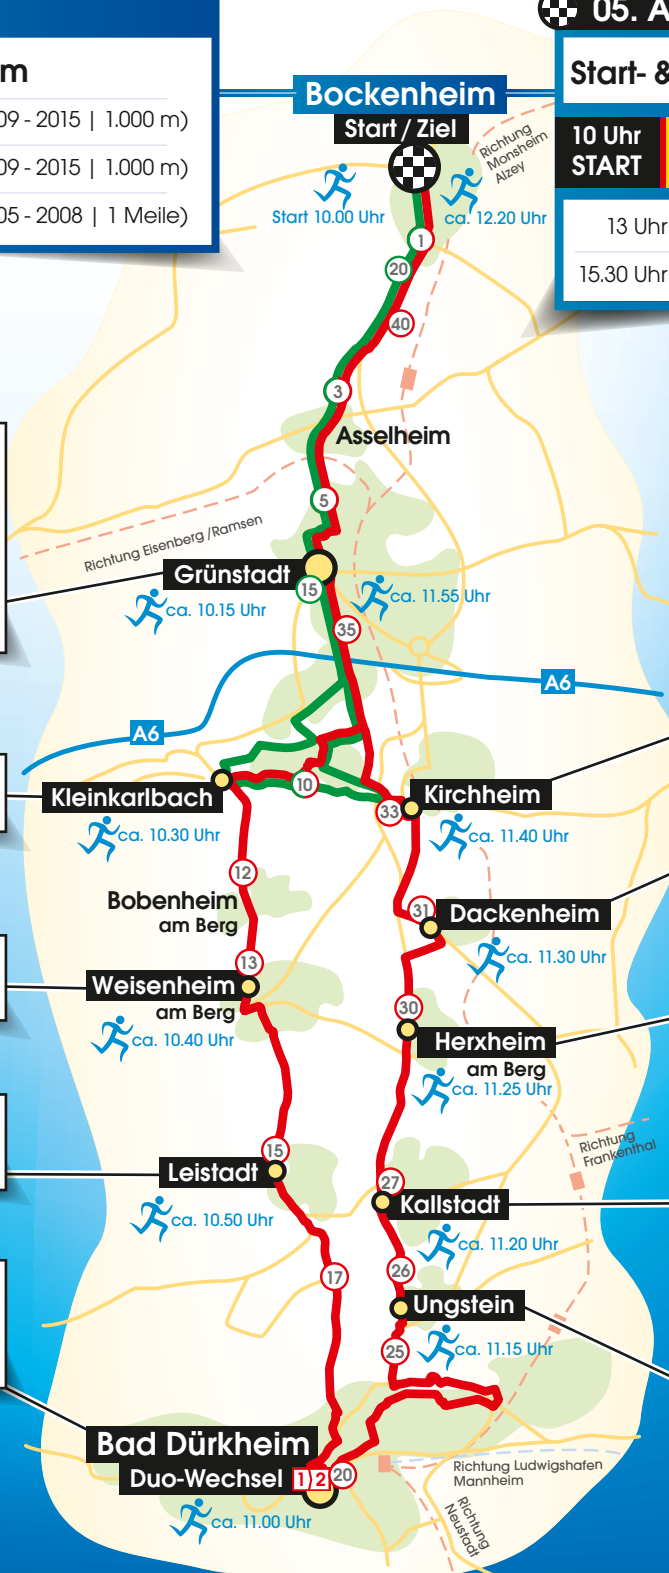 05. A
m
09 - 2015 | 1.000 m)
09 - 2015 | 1.000 m)
05 - 2008 | 1 Meile)
Start- &
10 Uhr
START
13 Uhr
15.30 Uhr
Bockenheim
Start / Ziel
Richtung
Monsheim
Alzey
Start 10.00 Uhr
ca. 12.20 Uhr
1
20
40
3
Asselheim
5
Richtung Eisenberg /Ramsen
Grünstadt
15
ca. 10.15 Uhr
ca. 11.55 Uhr
35
A6
A6
Kleinkarlbach
10
33
Kirchheim
ca. 10.30 Uhr
ca. 11.40 Uhr
12
Bobenheim
am Berg
31
Dackenheim
ca. 11.30 Uhr
13
Weisenheim
am Berg
ca. 10.40 Uhr
30
Herxheim
am Berg
ca. 11.25 Uhr
Richtung
Frankenthal
15
Leistadt
ca. 10.50 Uhr
27
Kallstadt
ca. 11.20 Uhr
17
26
Ungstein
ca. 11.15 Uhr
25
Bad Dürkheim
Duo-Wechsel
1 2
20
ca. 11.00 Uhr
Richtung Ludwigshafen
Mannheim
Richtung
Neustadt